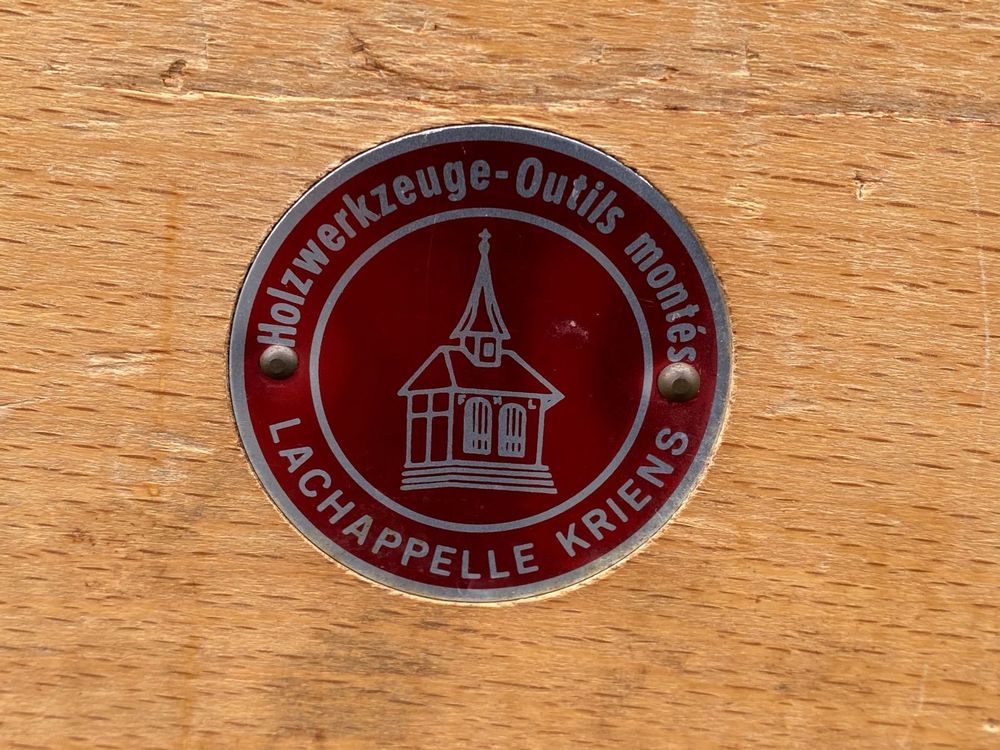 Holzwerkzeuge-Outils montés
F H L
LACHAPPELLE KRIENS